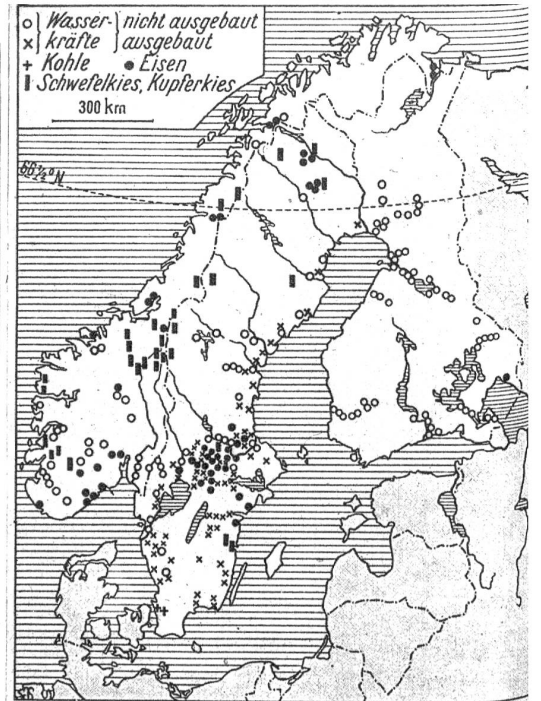 ○ Wasser- } nicht ausgebaut
× kräfte } ausgebaut
+ Kohle ● Eisen
▮ Schwefelkies, Kupferkies
300 km
66½° N